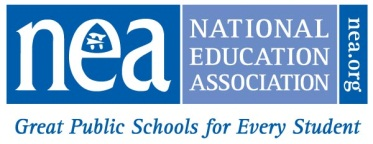 nea
NATIONAL
EDUCATION
ASSOCIATION
nea.org
Great Public Schools for Every Student